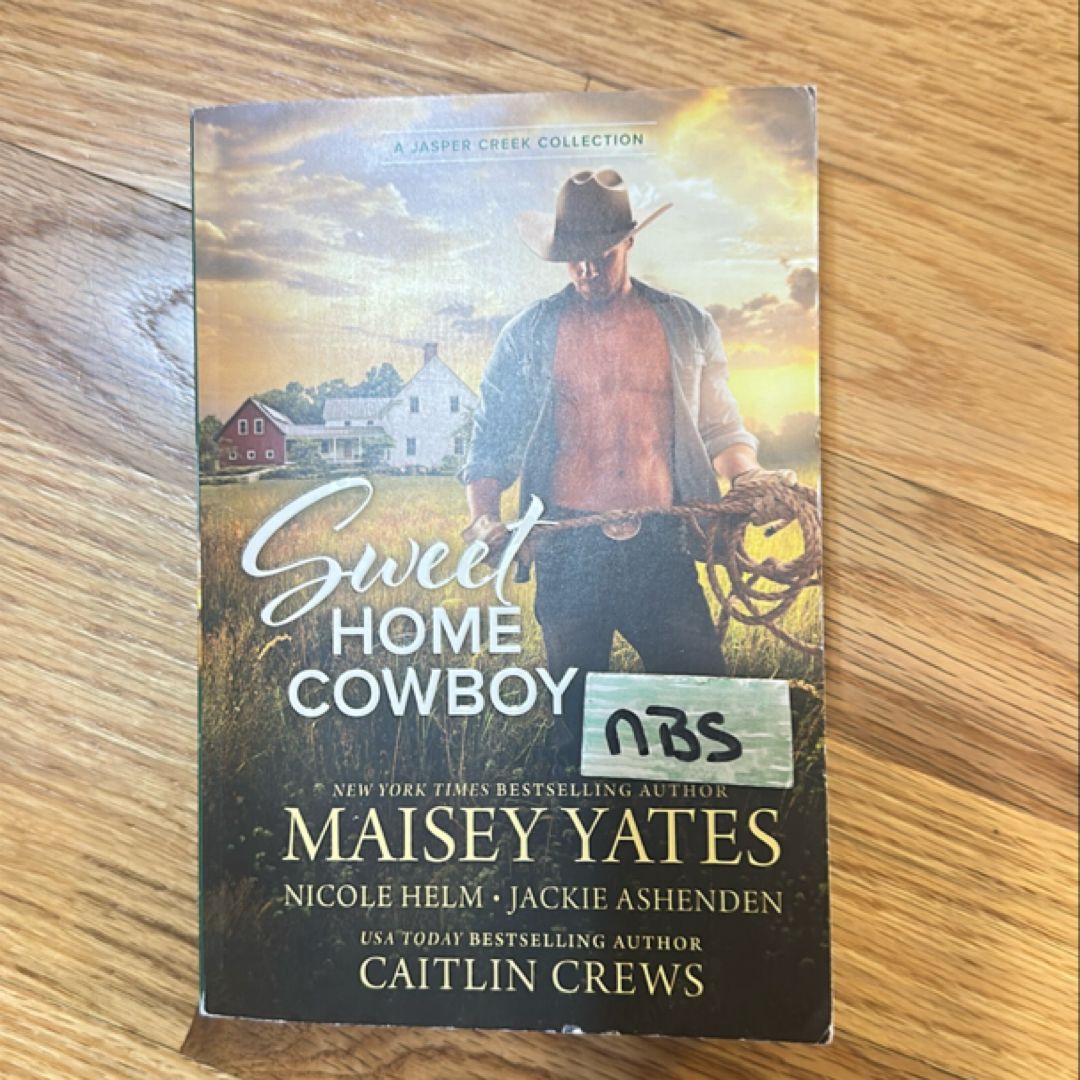 A JASPER CREEK COLLECTION
Sweet
HOME
COWBOY
NBS
NEW YORK TIMES BESTSELLING AUTHOR
MAISEY YATES
NICOLE HELM • JACKIE ASHENDEN
USA TODAY BESTSELLING AUTHOR
CAITLIN CREWS